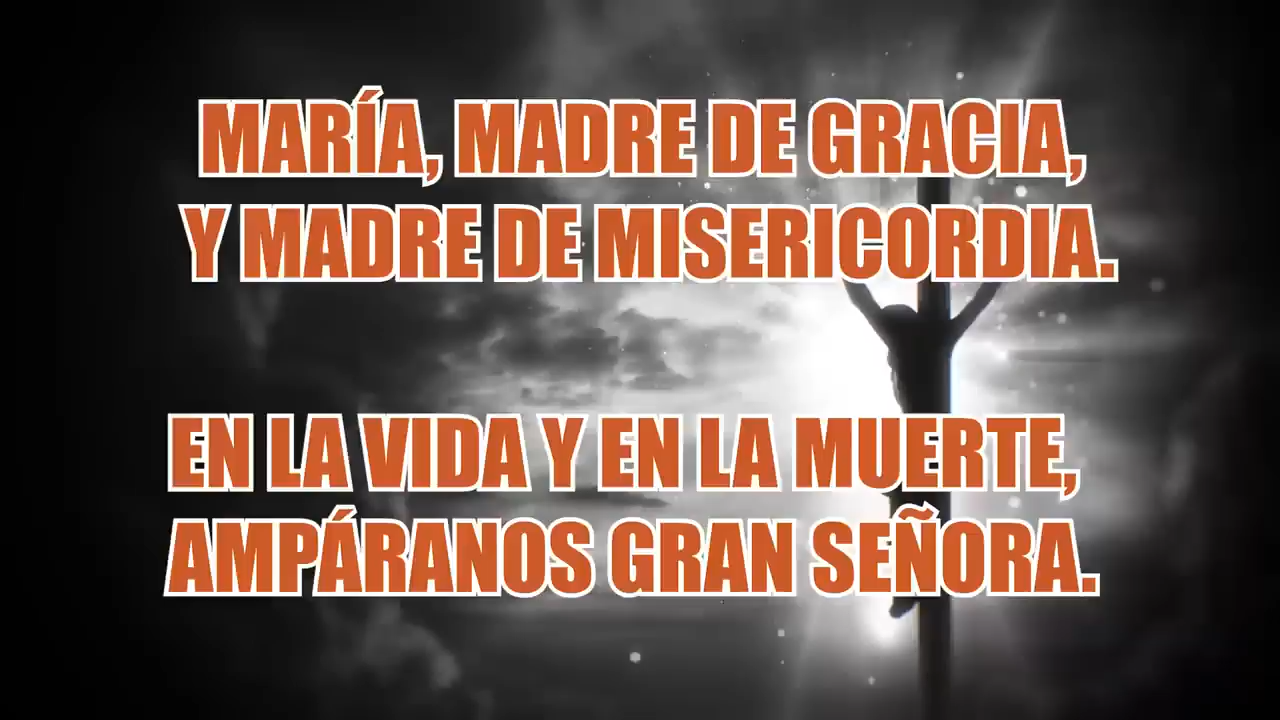 MARÍA, MADRE DE GRACIA,
Y MADRE DE MISERICORDIA.
EN LA VIDA Y EN LA MUERTE,
AMPÁRANOS GRAN SEÑORA.